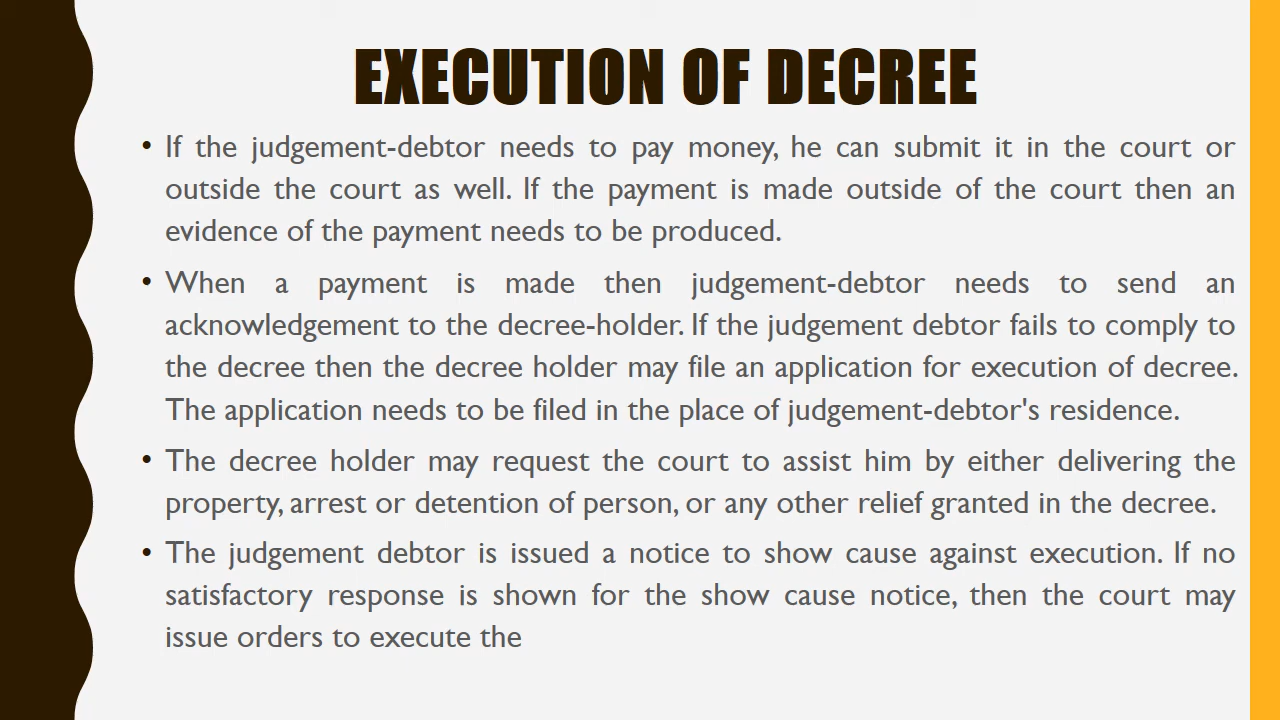 EXECUTION OF DECREE
• If the judgement-debtor needs to pay money, he can submit it in the court or
outside the court as well. If the payment is made outside of the court then an
evidence of the payment needs to be produced.
• When a payment is made then judgement-debtor needs to send an
acknowledgement to the decree-holder. If the judgement debtor fails to comply to
the decree then the decree holder may file an application for execution of decree.
The application needs to be filed in the place of judgement-debtor's residence.
• The decree holder may request the court to assist him by either delivering the
property, arrest or detention of person, or any other relief granted in the decree.
• The judgement debtor is issued a notice to show cause against execution. If no
satisfactory response is shown for the show cause notice, then the court may
issue orders to execute the